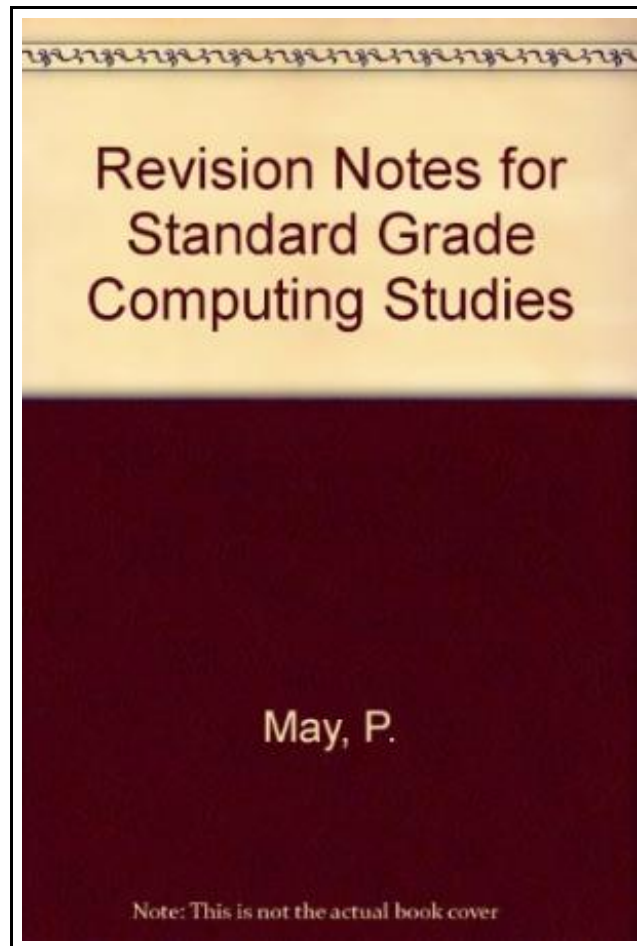 Revision Notes for
Standard Grade
Computing Studies
May, P.
Note: This is not the actual book cover